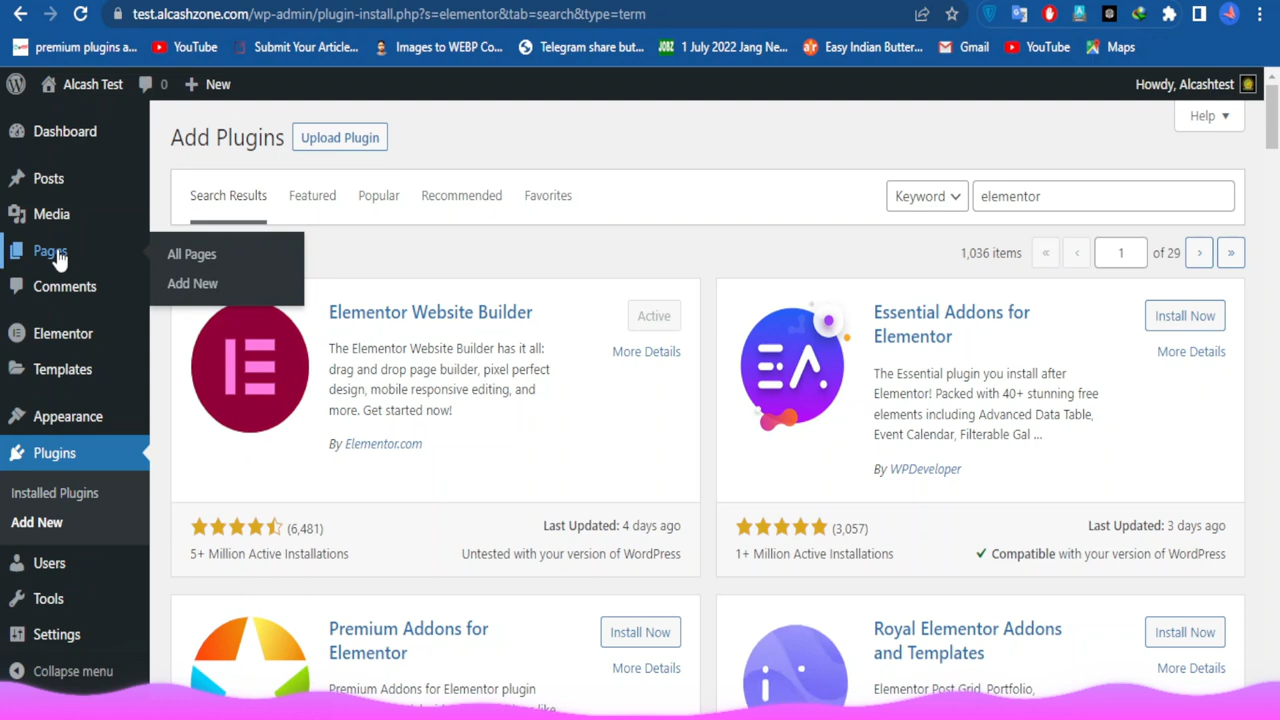 test.alcashzone.com/wp-admin/plugin-install.php?s=elementor&tab=search&type=term
premium plugins a... YouTube Submit Your Article... Images to WEBP Co... Telegram share but... JOBZ 1 July 2022 Jang Ne... Easy Indian Butter... Gmail YouTube Maps
Alcash Test 0 New Howdy, Alcashtest
Help
Dashboard
Posts
Media
Pages
All Pages
Add New
Comments
Elementor
Templates
Appearance
Plugins
Installed Plugins
Add New
Users
Tools
Settings
Collapse menu
Add Plugins Upload Plugin
Search Results Featured Popular Recommended Favorites Keyword elementor
1,036 items « ‹ 1 of 29 › »
Elementor Website Builder
Active
More Details
The Elementor Website Builder has it all:
drag and drop page builder, pixel perfect
design, mobile responsive editing, and
more. Get started now!
By Elementor.com
(6,481)
Last Updated: 4 days ago
5+ Million Active Installations
Untested with your version of WordPress
Essential Addons for
Elementor
Install Now
More Details
The Essential plugin you install after
Elementor! Packed with 40+ stunning free
elements including Advanced Data Table,
Event Calendar, Filterable Gal ...
By WPDeveloper
(3,057)
Last Updated: 3 days ago
1+ Million Active Installations
✓ Compatible with your version of WordPress
Premium Addons for
Elementor
Install Now
More Details
Premium Addons for Elementor plugin
Royal Elementor Addons
and Templates
Install Now
More Details
Elementor Post Grid, Portfolio,